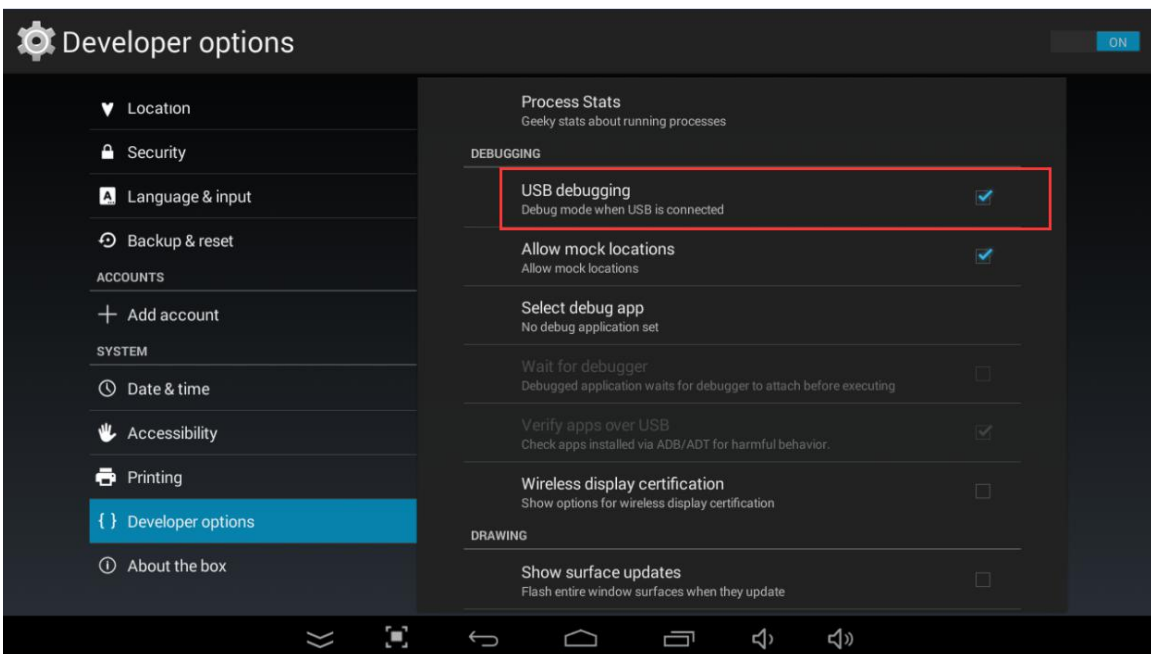 Developer options
ON
Location
Security
Language & input
Backup & reset
ACCOUNTS
Add account
SYSTEM
Date & time
Accessibility
Printing
{ } Developer options
About the box
Process Stats
Geeky stats about running processes
DEBUGGING
USB debugging
Debug mode when USB is connected
Allow mock locations
Allow mock locations
Select debug app
No debug application set
Wait for debugger
Debugged application waits for debugger to attach before executing
Verify apps over USB
Check apps installed via ADB/ADT for harmful behavior.
Wireless display certification
Show options for wireless display certification
DRAWING
Show surface updates
Flash entire window surfaces when they update